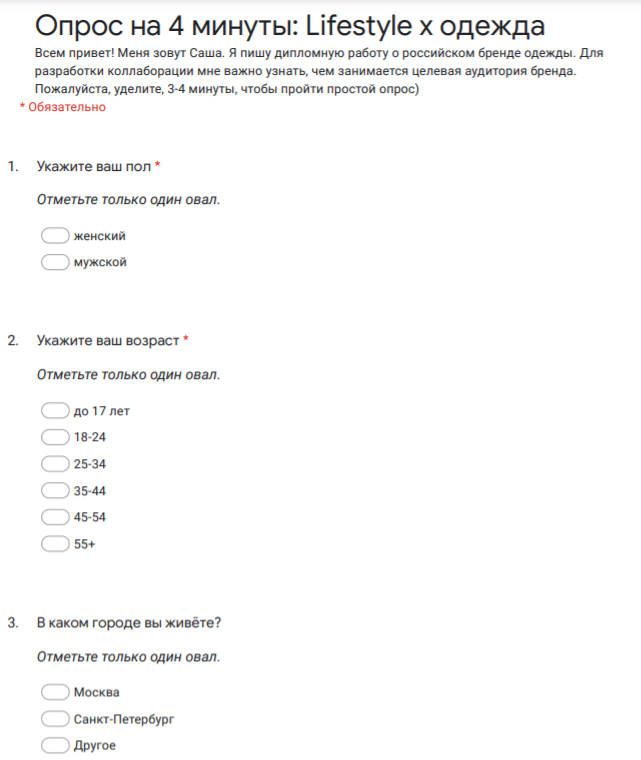 Опрос на 4 минуты: Lifestyle x одежда
Всем привет! Меня зовут Саша. Я пишу дипломную работу о российском бренде одежды. Для
разработки коллаборации мне важно узнать, чем занимается целевая аудитория бренда.
Пожалуйста, уделите, 3-4 минуты, чтобы пройти простой опрос)
* Обязательно
1. Укажите ваш пол *
Отметьте только один овал.
женский
мужской
2. Укажите ваш возраст *
Отметьте только один овал.
до 17 лет
18-24
25-34
35-44
45-54
55+
3. В каком городе вы живёте?
Отметьте только один овал.
Москва
Санкт-Петербург
Другое